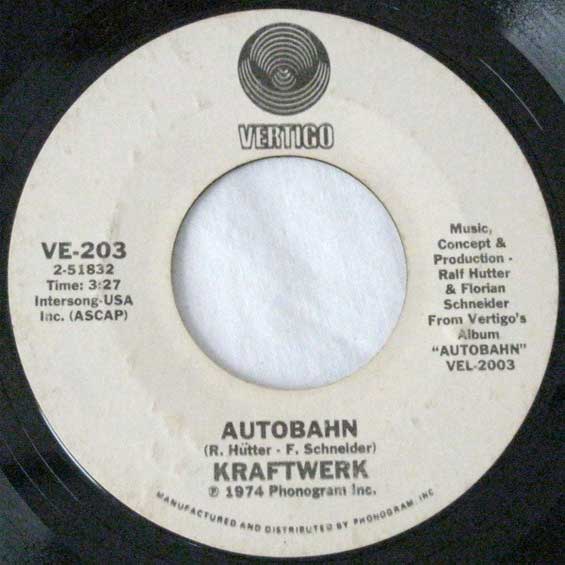 VERTIGO
VE-203
2-51832
Time: 3:27
Intersong-USA
Inc. (ASCAP)
Music,
Concept &
Production -
Ralf Hutter
& Florian
Schneider
From Vertigo's
Album
"AUTOBAHN"
VEL-2003
AUTOBAHN
(R. Hütter - F. Schneider)
KRAFTWERK
℗ 1974 Phonogram Inc.
MANUFACTURED AND DISTRIBUTED BY PHONOGRAM, INC